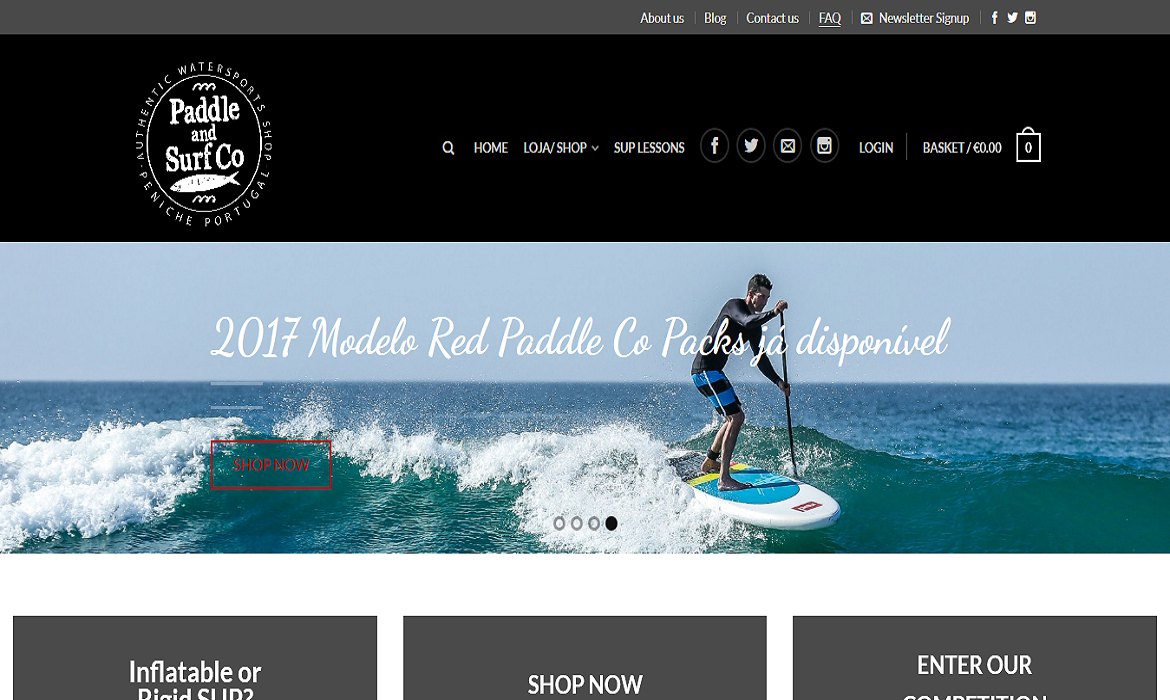 About us
Blog
Contact us
FAQ
Newsletter Signup
AUTHENTIC WATERSPORTS SHOP
Paddle
and
Surf Co
PENICHE PORTUGAL
HOME
LOJA/ SHOP
SUP LESSONS
LOGIN
BASKET / €0.00
0
2017 Modelo Red Paddle Co Packs já disponível
SHOP NOW
Inflatable or
Rigid SUP?
SHOP NOW
ENTER OUR
COMPETITION